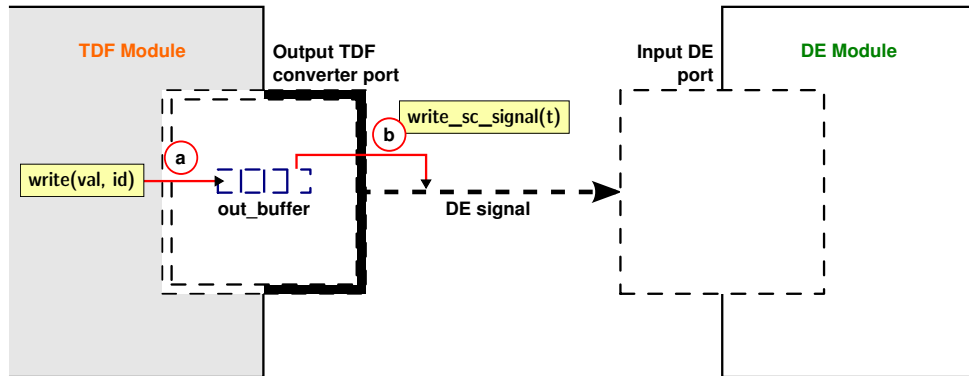 TDF Module
Output TDF
converter port
Input DE
port
DE Module
write_sc_signal(t)
b
a
write(val, id)
out_buffer
DE signal